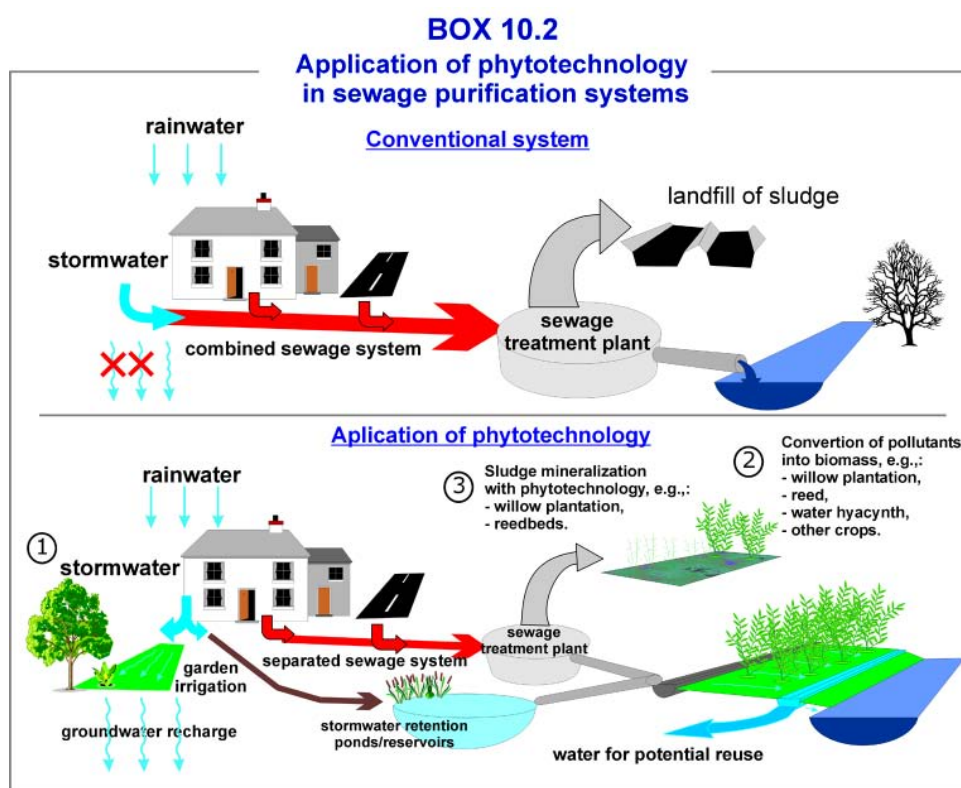 BOX 10.2
Application of phytotechnology
in sewage purification systems
Conventional system
rainwater
landfill of sludge
stormwater
sewage
treatment plant
combined sewage system
Aplication of phytotechnology
rainwater
3
Sludge mineralization
with phytotechnology, e.g.,:
- willow plantation,
- reedbeds.
2
Convertion of pollutants
into biomass, e.g.,:
- willow plantation,
- reed,
- water hyacynth,
- other crops.
1
stormwater
sewage
treatment plant
separated sewage system
garden
irrigation
groundwater recharge
stormwater retention
ponds/reservoirs
water for potential reuse